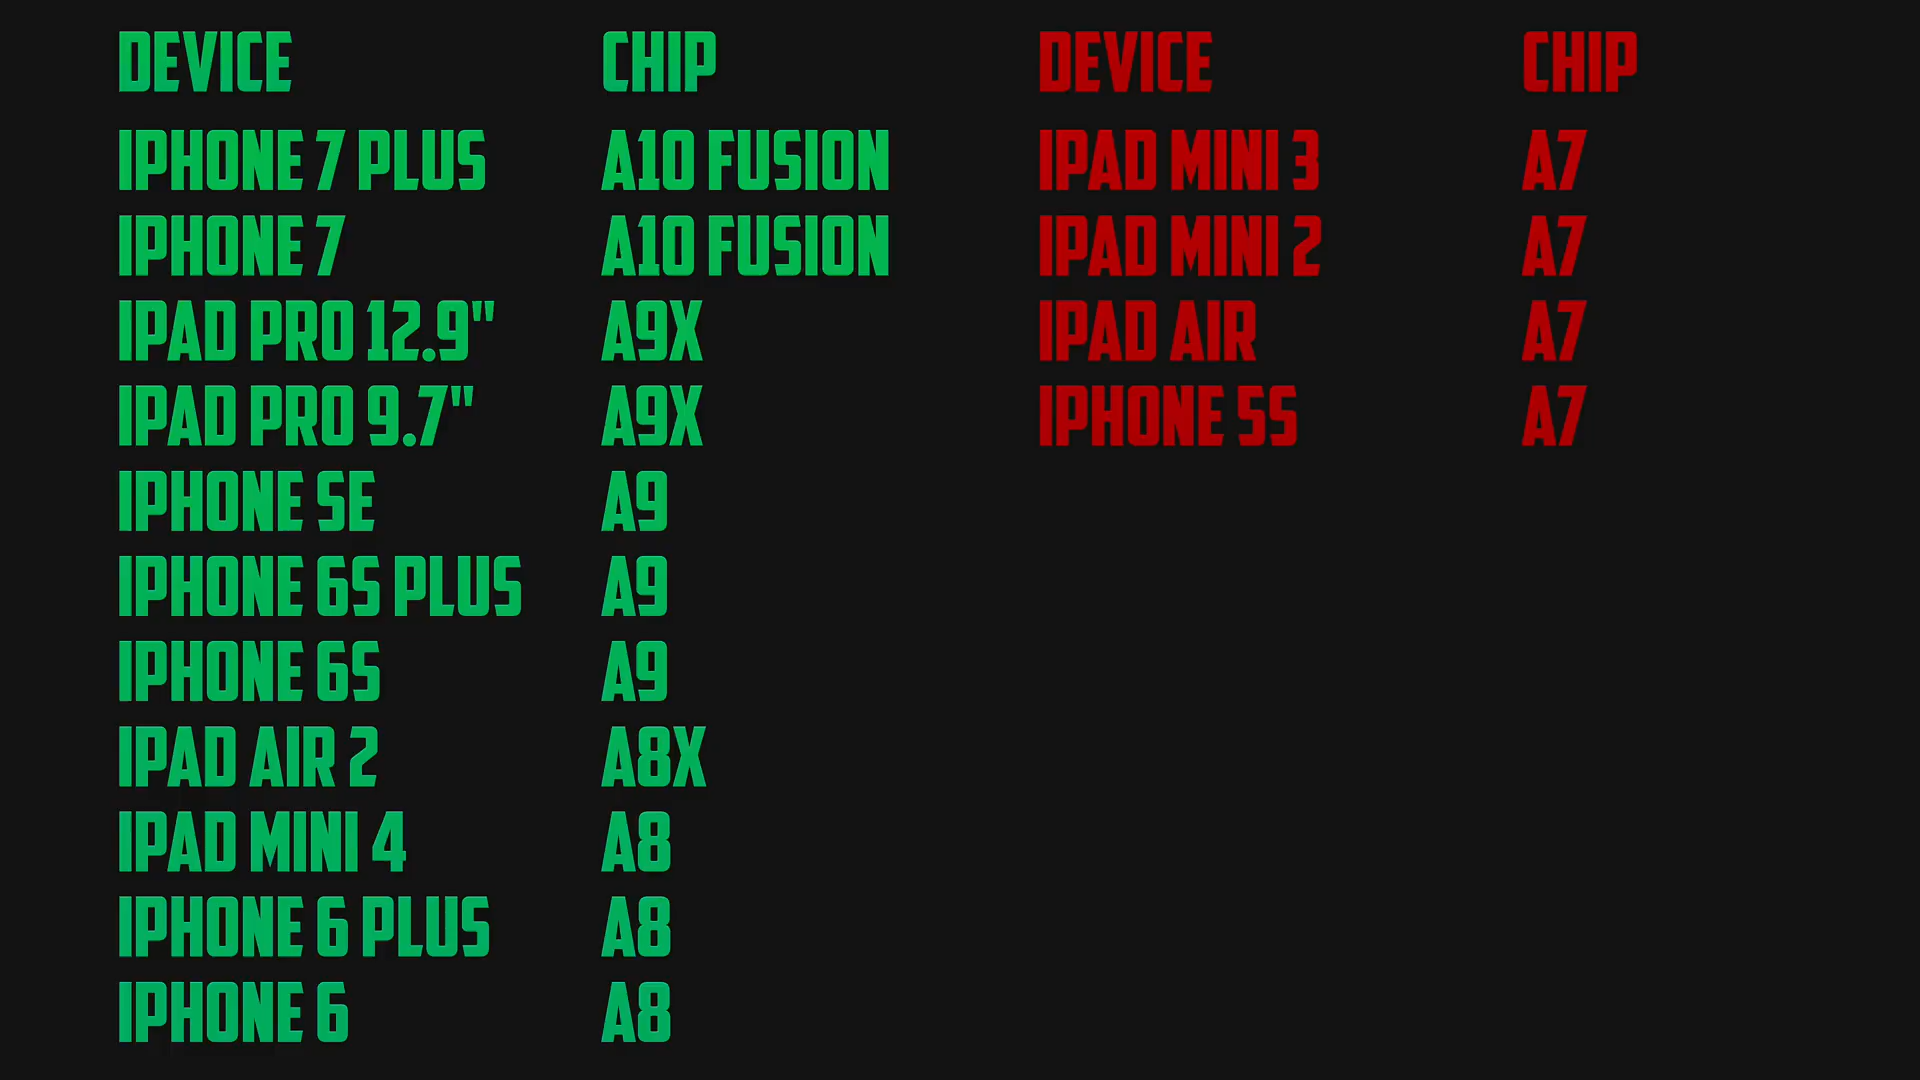 DEVICE CHIP
IPHONE 7 PLUS A10 FUSION
IPHONE 7 A10 FUSION
IPAD PRO 12.9" A9X
IPAD PRO 9.7" A9X
IPHONE SE A9
IPHONE 6S PLUS A9
IPHONE 6S A9
IPAD AIR 2 A8X
IPAD MINI 4 A8
IPHONE 6 PLUS A8
IPHONE 6 A8
DEVICE CHIP
IPAD MINI 3 A7
IPAD MINI 2 A7
IPAD AIR A7
IPHONE 5S A7